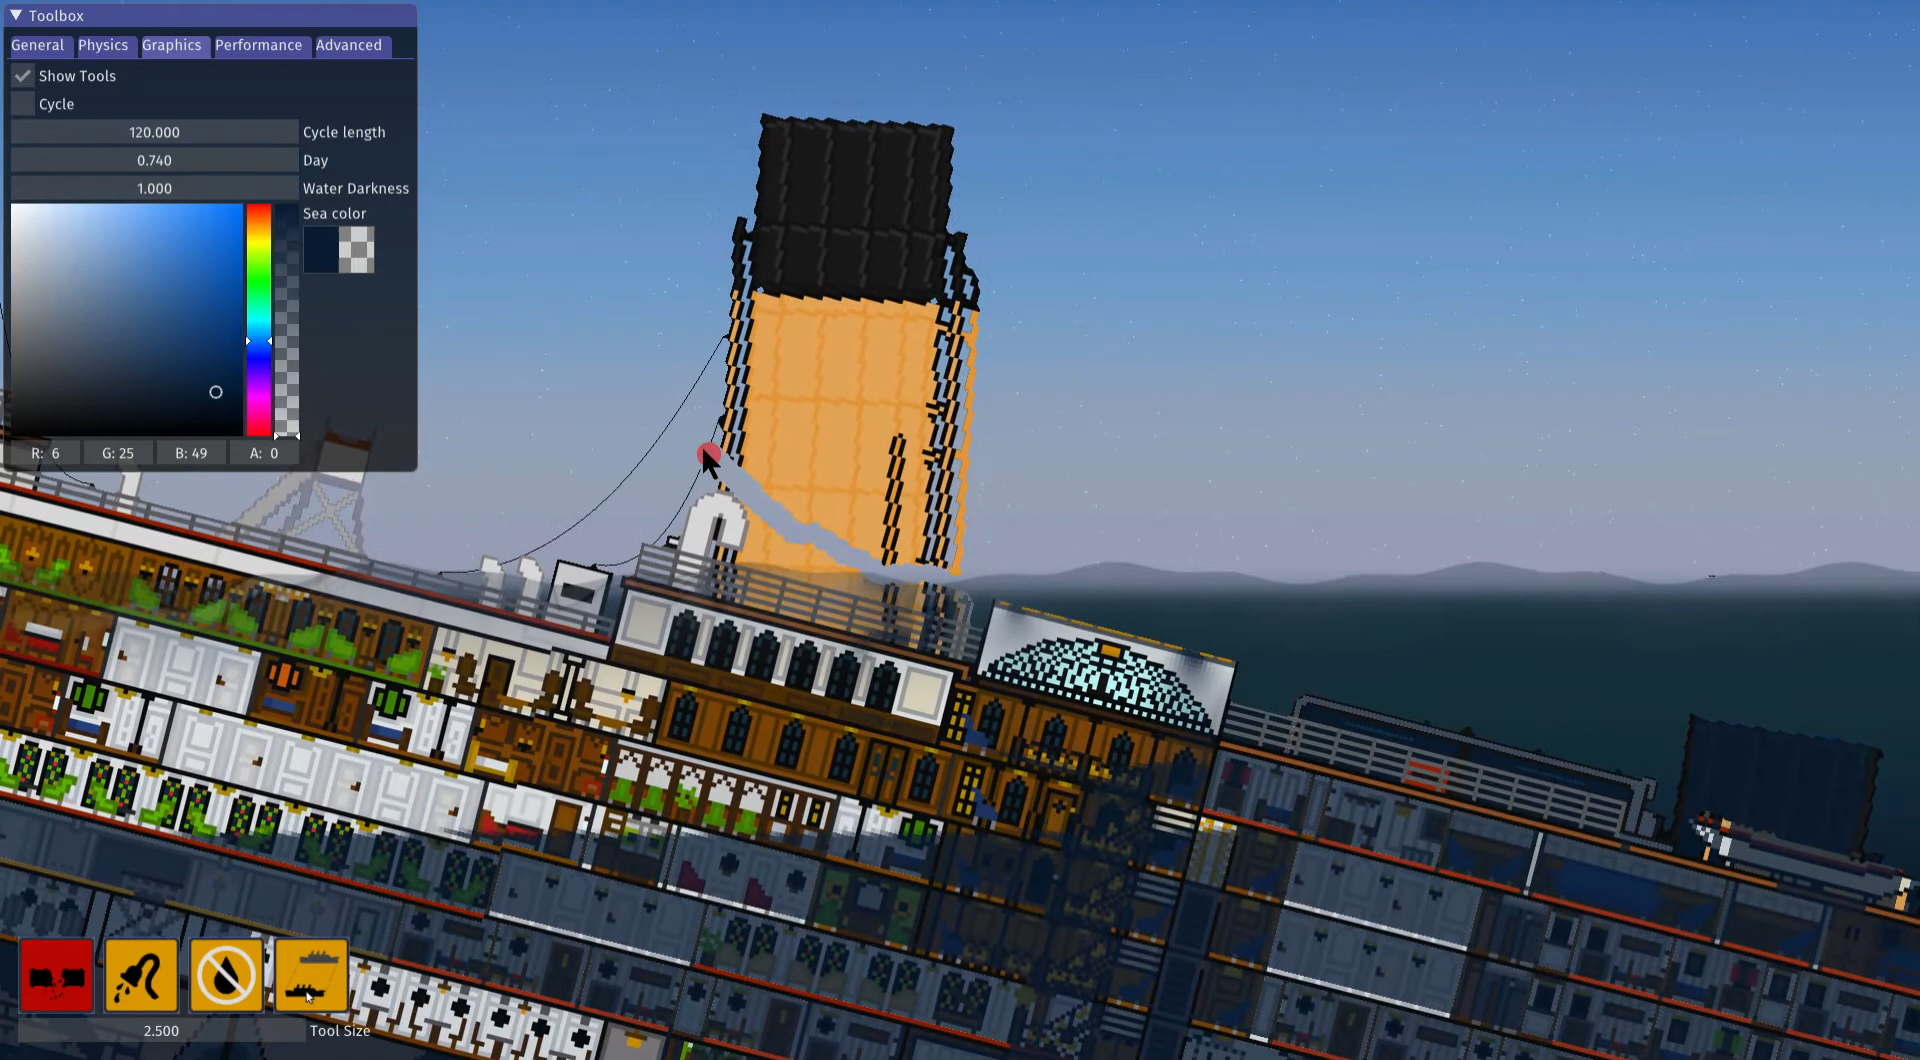 Toolbox
General Physics Graphics Performance Advanced
Show Tools
Cycle
120.000 Cycle length
0.740 Day
1.000 Water Darkness
Sea color
R: 6 G: 25 B: 49 A: 0
2.500 Tool Size